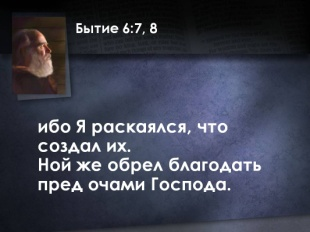 Бытие 6:7, 8
ибо Я раскаялся, что
создал их.
Ной же обрел благодать
пред очами Господа.